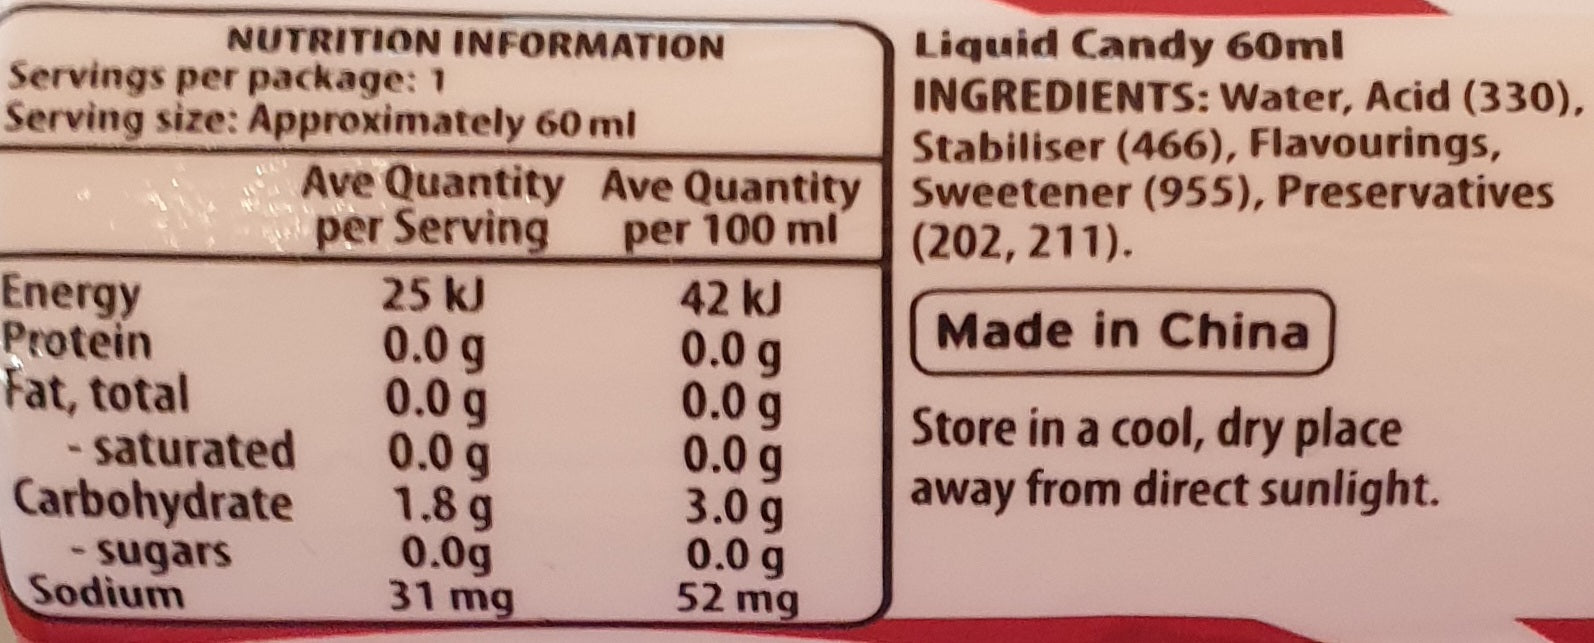 NUTRITION INFORMATION
Servings per package: 1
Serving size: Approximately 60 ml
Ave Quantity per Serving Ave Quantity per 100 ml
Energy 25 kJ 42 kJ
Protein 0.0 g 0.0 g
Fat, total 0.0 g 0.0 g
- saturated 0.0 g 0.0 g
Carbohydrate 1.8 g 3.0 g
- sugars 0.0g 0.0 g
Sodium 31 mg 52 mg
Liquid Candy 60ml
INGREDIENTS: Water, Acid (330),
Stabiliser (466), Flavourings,
Sweetener (955), Preservatives
(202, 211).
Made in China
Store in a cool, dry place
away from direct sunlight.